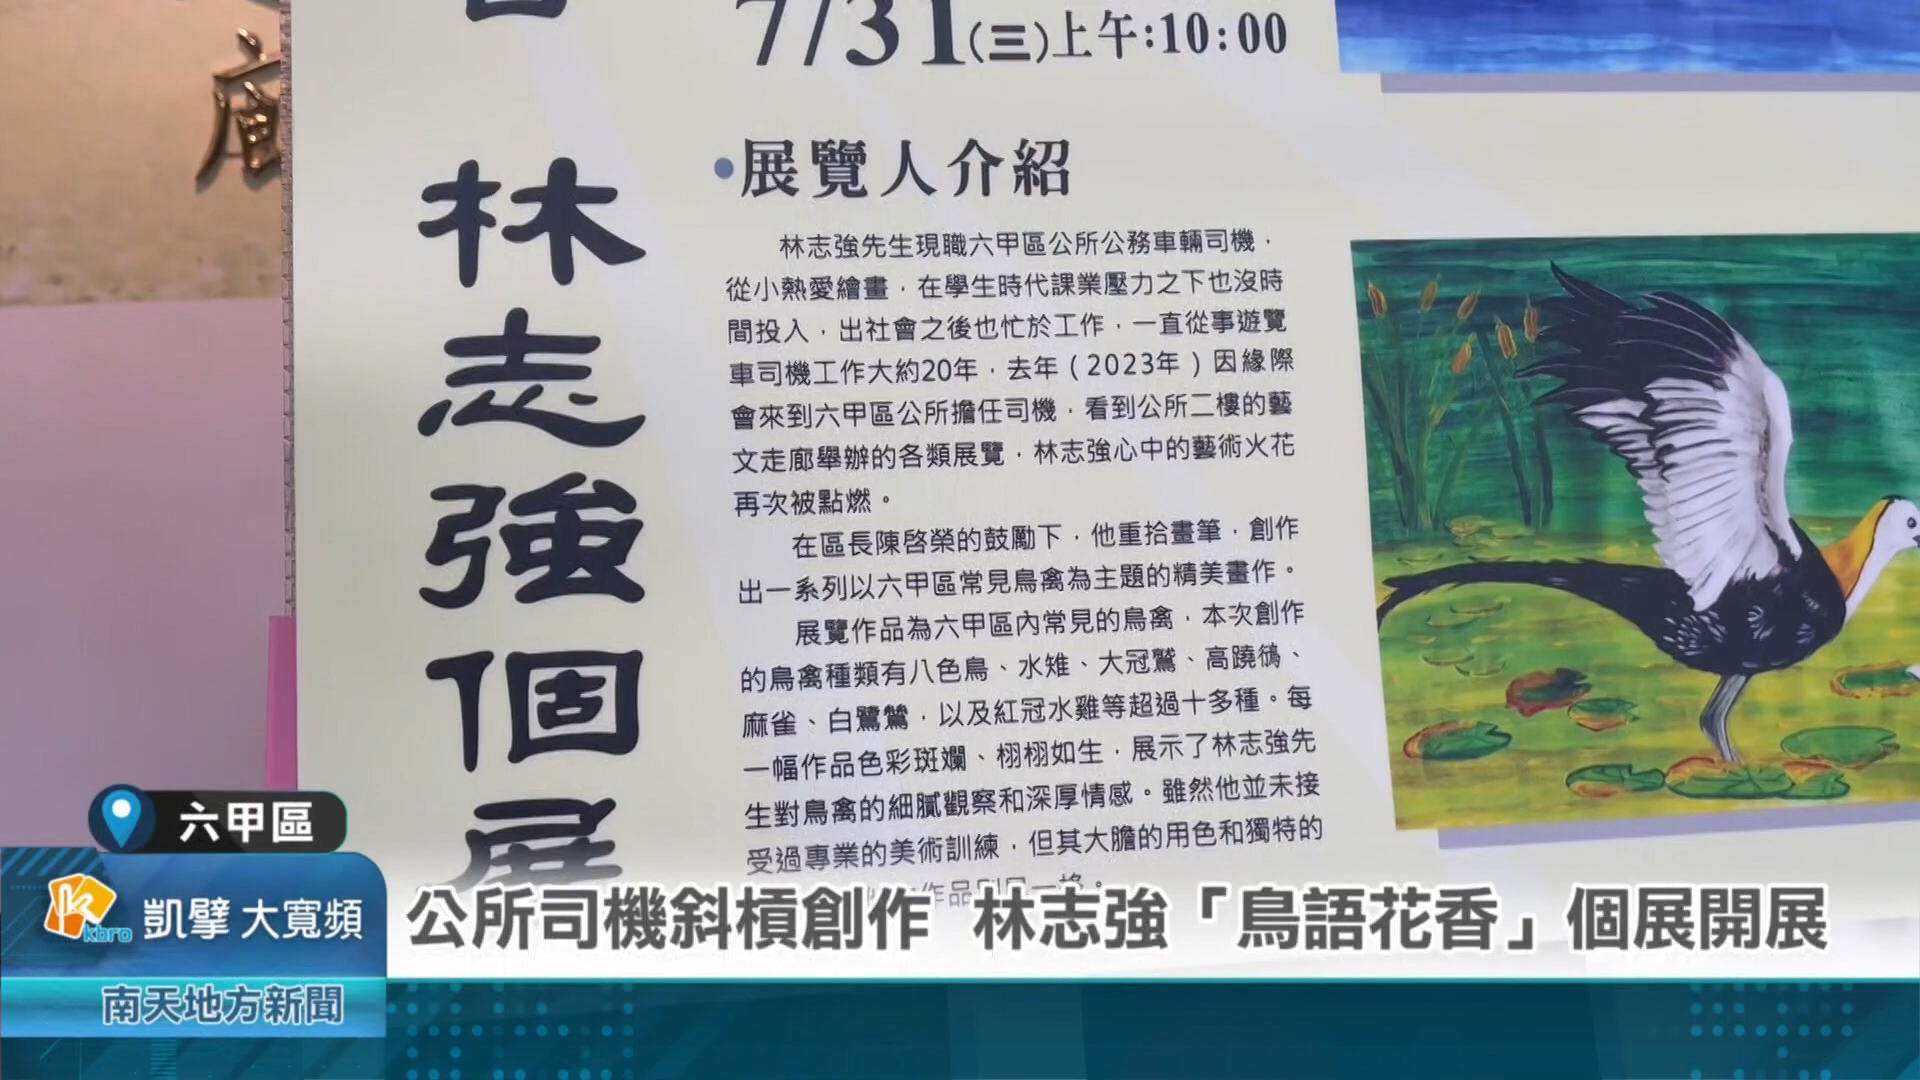 廊
7/31(三)上午:10:00
林志強個展
•展覽人介紹
林志強先生現職六甲區公所公務車輛司機，
從小熱愛繪畫，在學生時代課業壓力之下也沒時
間投入，出社會之後也忙於工作，一直從事遊覽
車司機工作大約20年，去年（2023年）因緣際
會來到六甲區公所擔任司機，看到公所二樓的藝
文走廊舉辦的各類展覽，林志強心中的藝術火花
再次被點燃。
在區長陳啓榮的鼓勵下，他重拾畫筆，創作
出一系列以六甲區常見鳥禽為主題的精美畫作。
展覽作品為六甲區內常見的鳥禽，本次創作
的鳥禽種類有八色鳥、水雉、大冠鷲、高蹺鴴、
麻雀、白鷺鷥，以及紅冠水雞等超過十多種。每
一幅作品色彩斑斕、栩栩如生，展示了林志強先
生對鳥禽的細膩觀察和深厚情感。雖然他並未接
受過專業的美術訓練，但其大膽的用色和獨特的
六甲區
kbro 凱擘大寬頻
公所司機斜槓創作 林志強「鳥語花香」個展開展
南天地方新聞